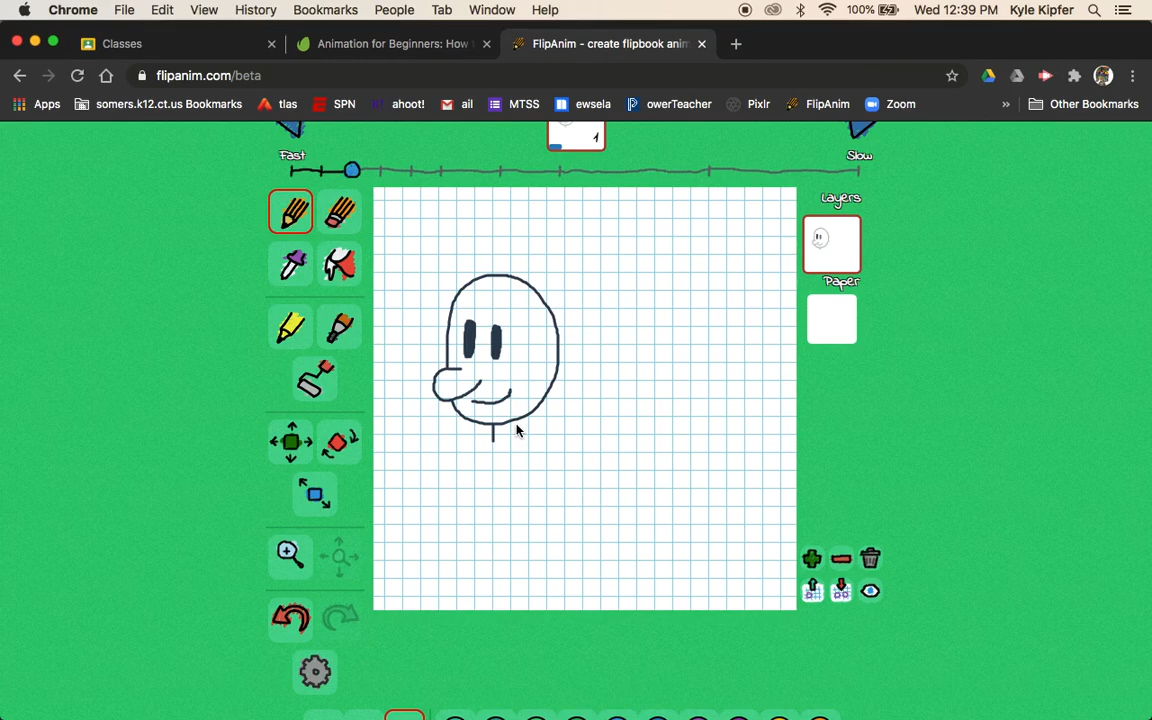 Chrome File Edit View History Bookmarks People Tab Window Help 100% Wed 12:39 PM Kyle Kipfer
Classes Animation for Beginners: How FlipAnim - create flipbook anim
flipanim.com/beta
Apps somers.k12.ct.us Bookmarks tlas SPN ahoot! ail MTSS ewsela owerTeacher Pixlr FlipAnim Zoom » Other Bookmarks
Fast Slow
Layers
Paper